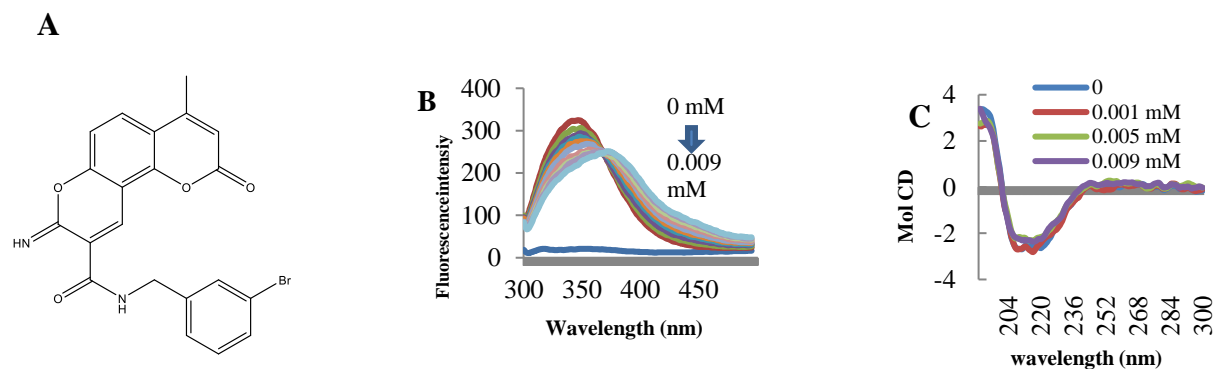 A
O
O
O
HN
O
N
H
Br
B
400
300
200
100
0
300
350
400
450
Fluorescenceintensiy
Wavelength (nm)
0 mM
0.009
mM
C
4
2
0
-2
-4
Mol CD
0
0.001 mM
0.005 mM
0.009 mM
204
220
236
252
268
284
300
wavelength (nm)